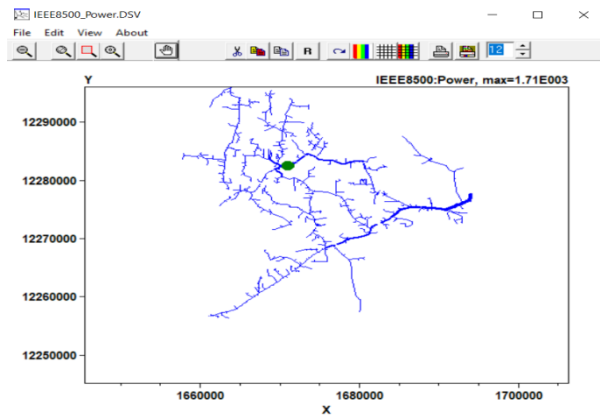 IEEE8500_Power.DSV
File Edit View About
R 12
Y IEEE8500:Power, max=1.71E003
12290000
12280000
12270000
12260000
12250000
1660000 1680000 1700000
X